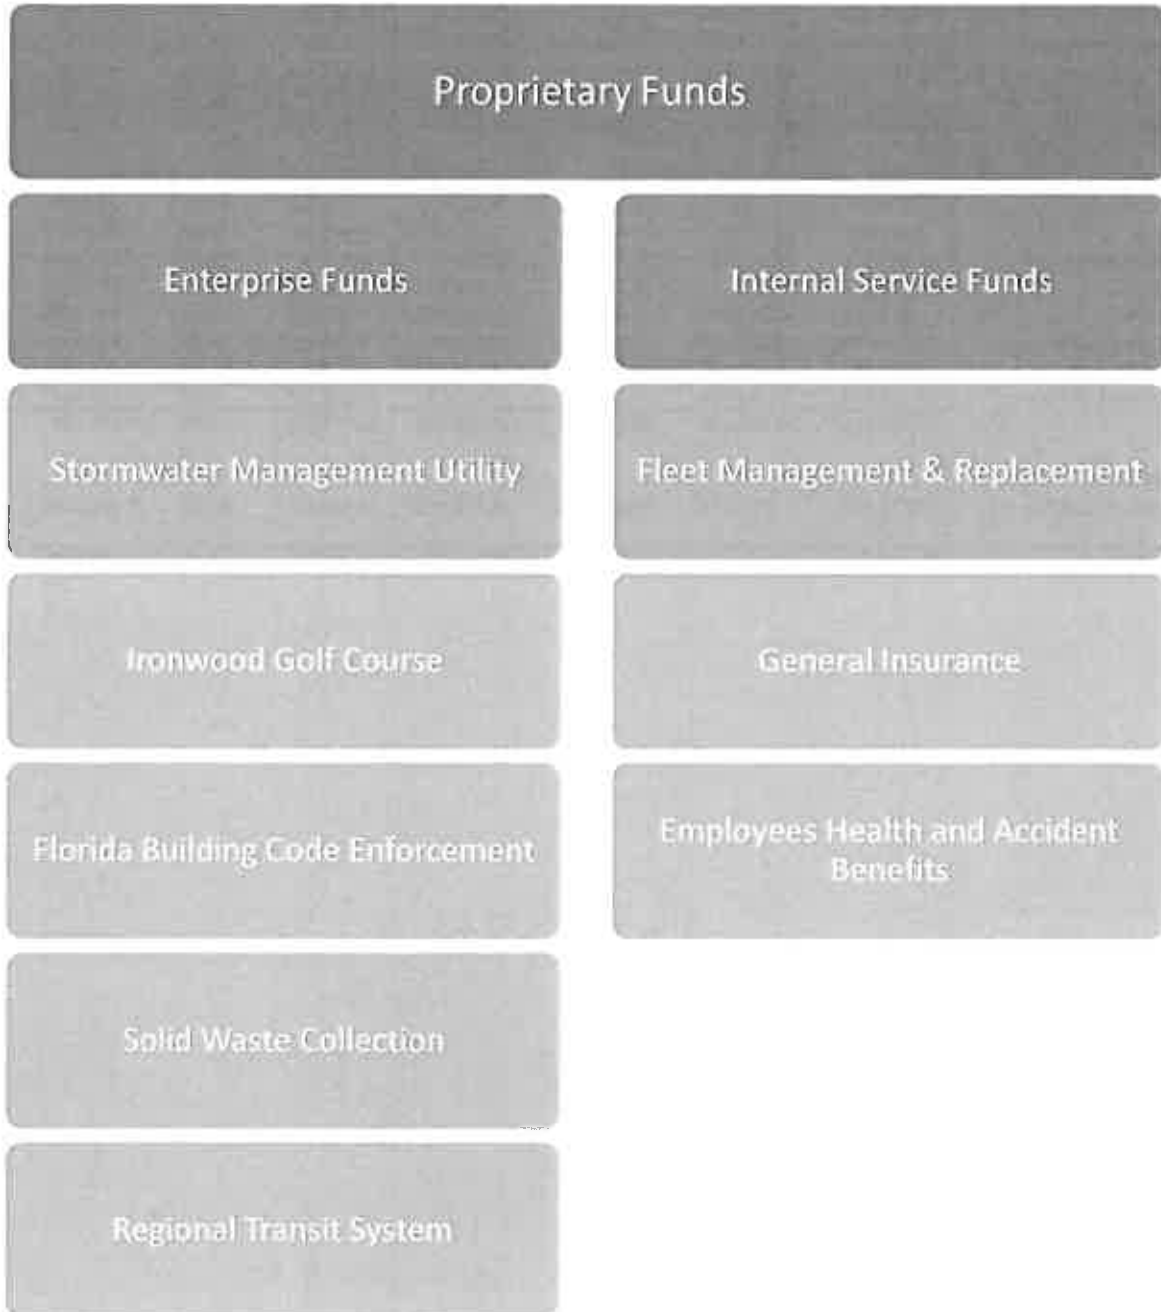 Proprietary Funds
Enterprise Funds
Internal Service Funds
Stormwater Management Utility
Fleet Management & Replacement
Ironwood Golf Course
General Insurance
Florida Building Code Enforcement
Employees Health and Accident
Benefits
Solid Waste Collection
Regional Transit System